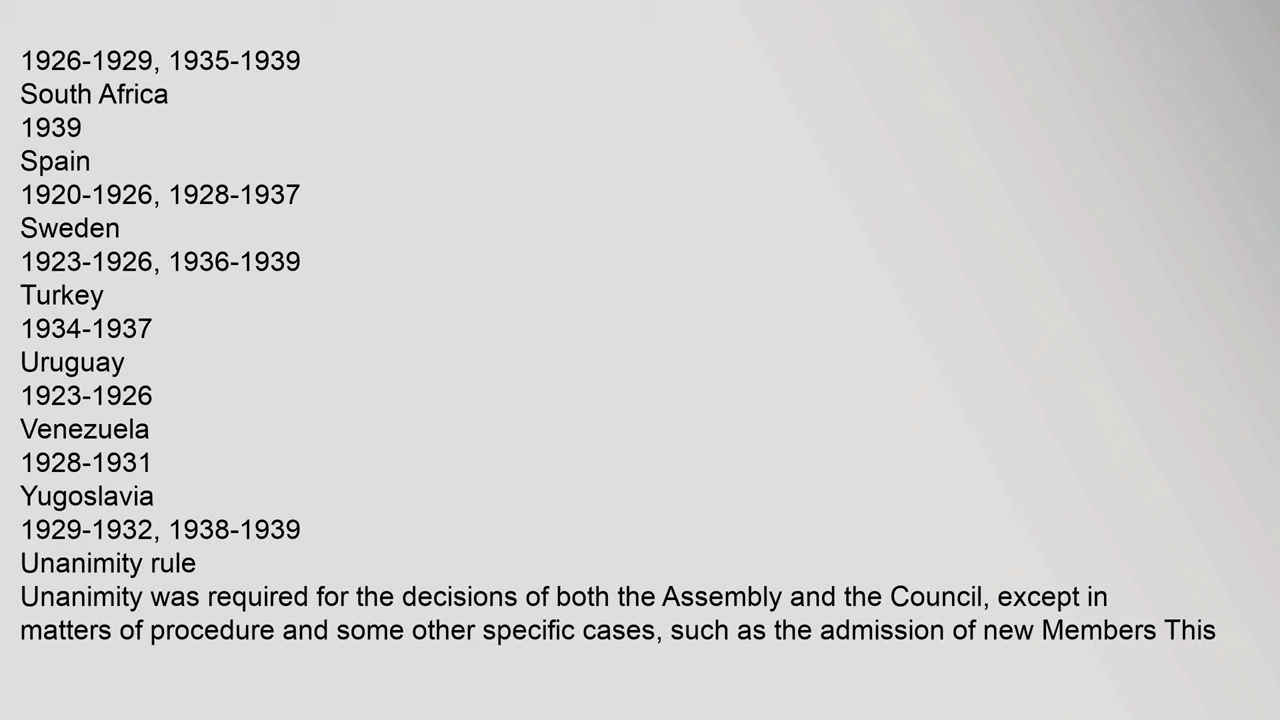 1926-1929, 1935-1939
South Africa
1939
Spain
1920-1926, 1928-1937
Sweden
1923-1926, 1936-1939
Turkey
1934-1937
Uruguay
1923-1926
Venezuela
1928-1931
Yugoslavia
1929-1932, 1938-1939
Unanimity rule
Unanimity was required for the decisions of both the Assembly and the Council, except in
matters of procedure and some other specific cases, such as the admission of new Members This